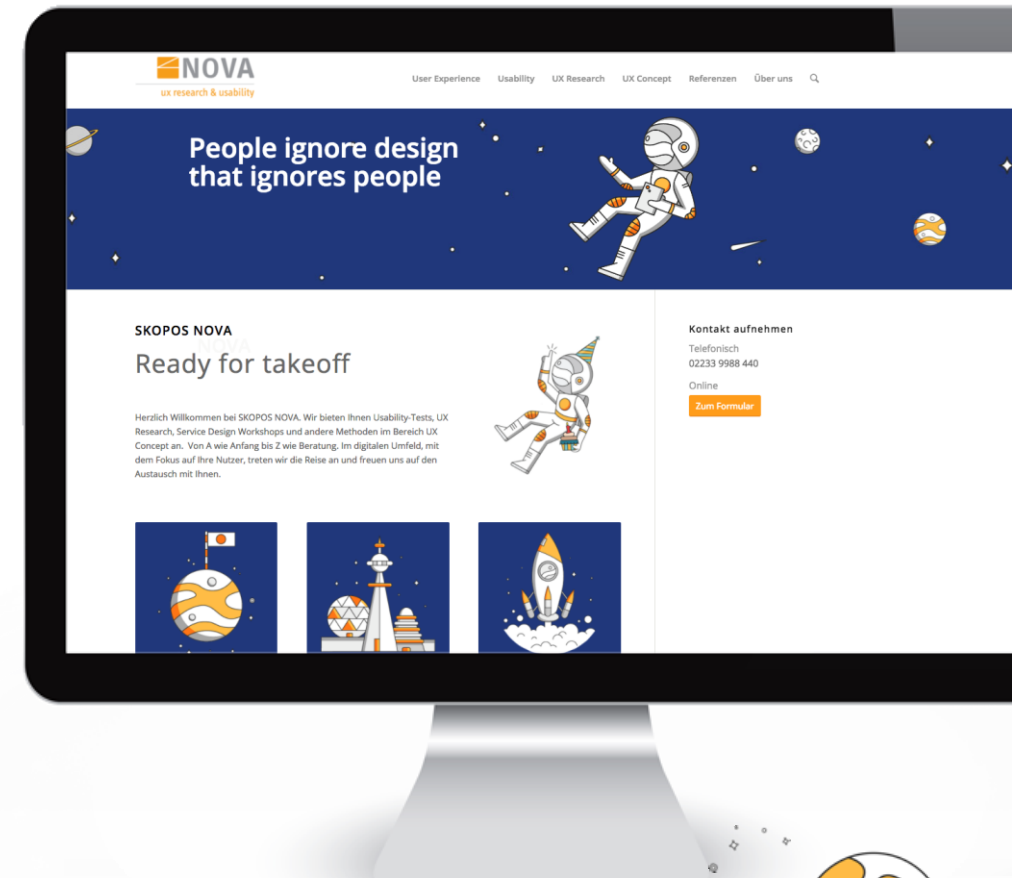 NOVA
ux research & usability
User Experience Usability UX Research UX Concept Referenzen Über uns
People ignore design
that ignores people
SKOPOS NOVA
NOVA
Ready for takeoff
Herzlich Willkommen bei SKOPOS NOVA. Wir bieten Ihnen Usability-Tests, UX
Research, Service Design Workshops und andere Methoden im Bereich UX
Concept an. Von A wie Anfang bis Z wie Beratung. Im digitalen Umfeld, mit
dem Fokus auf Ihre Nutzer, treten wir die Reise an und freuen uns auf den
Austausch mit Ihnen.
Kontakt aufnehmen
Telefonisch
02233 9988 440
Online
Zum Formular